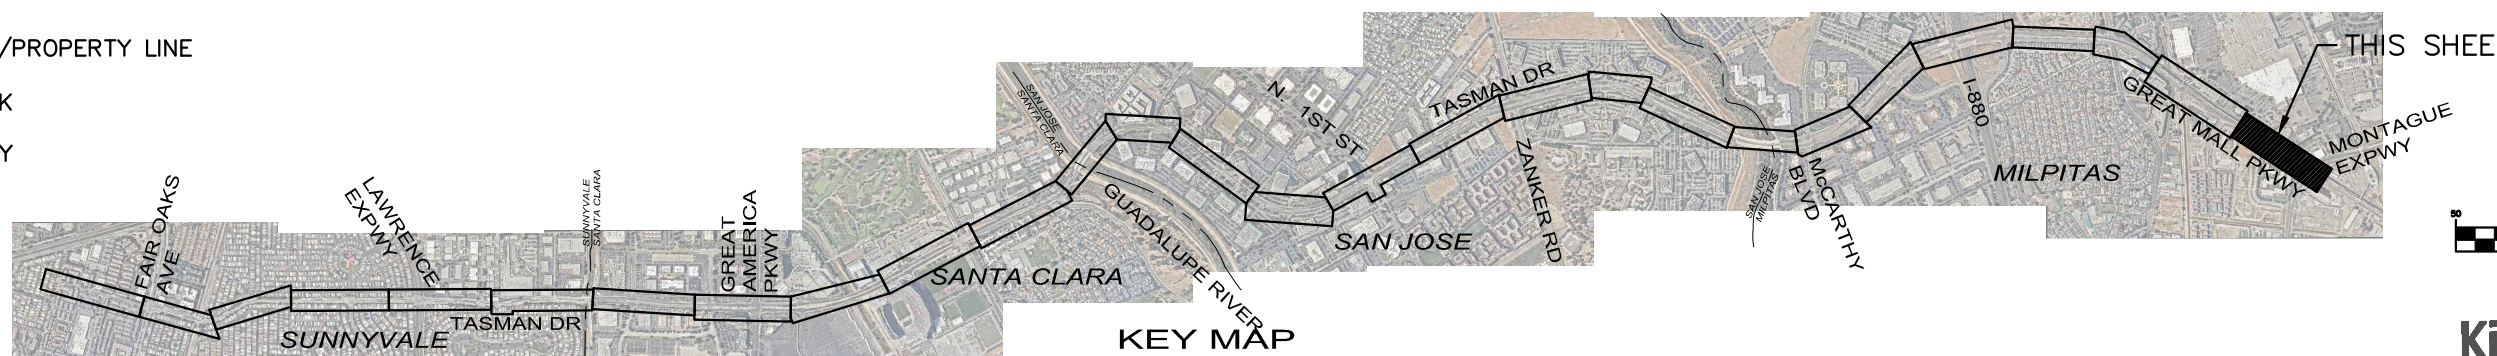 /PROPERTY LINE
K
Y
THIS SHEE
FAIR OAKS
AVE
LAWRENCE
EXPWY
SUNNYVALE
SANTA CLARA
GREAT
AMERICA
PKWY
TASMAN DR
SUNNYVALE
SANTA CLARA
SAN JOSE
SANTA CLARA
GUADALUPE RIVER
N. 1ST ST
TASMAN DR
SAN JOSE
ZANKER RD
SAN JOSE
MILPITAS
McCARTHY
BLVD
I-880
MILPITAS
GREAT MALL PKWY
MONTAGUE
EXPWY
KEY MAP
50
Ki